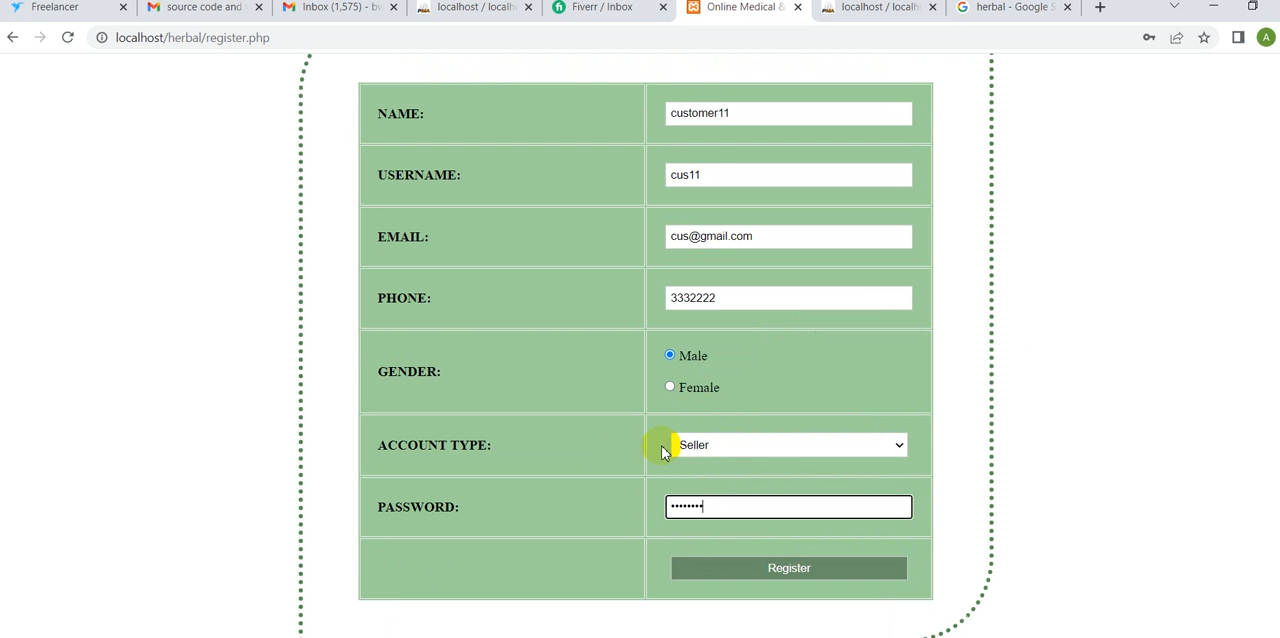 Freelancer
source code and
Inbox (1,575) - bw
localhost / localh
Fiverr / Inbox
Online Medical &
localhost / localh
herbal - Google S
localhost/herbal/register.php
A
NAME: customer11
USERNAME: cus11
EMAIL: cus@gmail.com
PHONE: 3332222
GENDER:
Male
Female
ACCOUNT TYPE: Seller
PASSWORD: ••••••••
Register